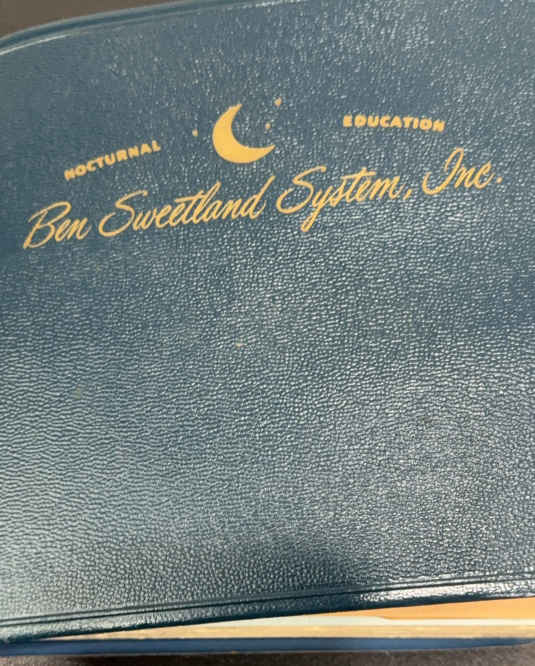 NOCTURNAL EDUCATION
Ben Sweetland System, Inc.